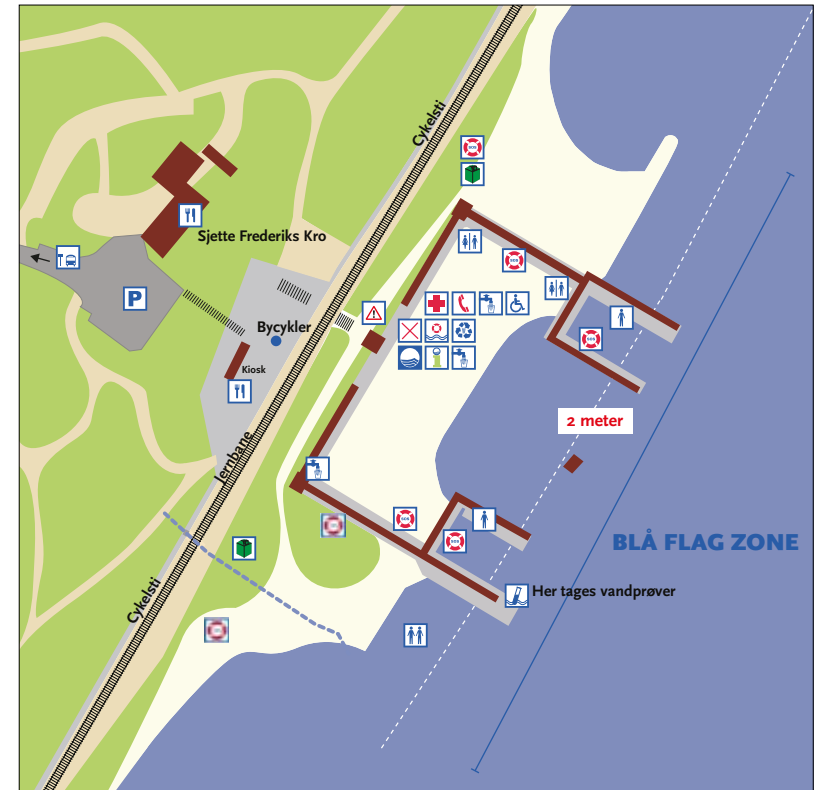 Cykelsti
Sjette Frederiks Kro
P
Bycykler
Kiosk
Jernbane
2 meter
BLÅ FLAG ZONE
Her tages vandprøver
Cykelsti